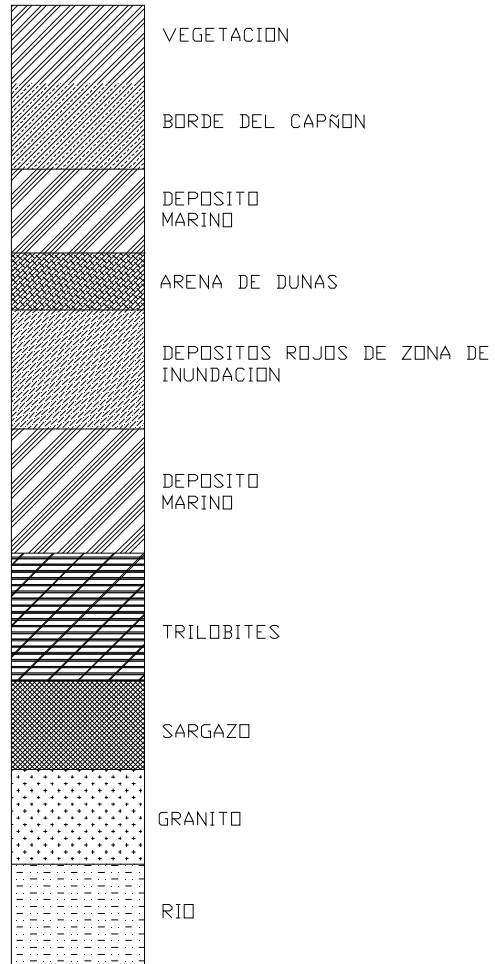 VEGETACION
BORDE DEL CAPÑON
DEPOSITO
MARINO
ARENA DE DUNAS
DEPOSITOS ROJOS DE ZONA DE
INUNDACION
DEPOSITO
MARINO
TRILOBITES
SARGAZO
GRANITO
RIO